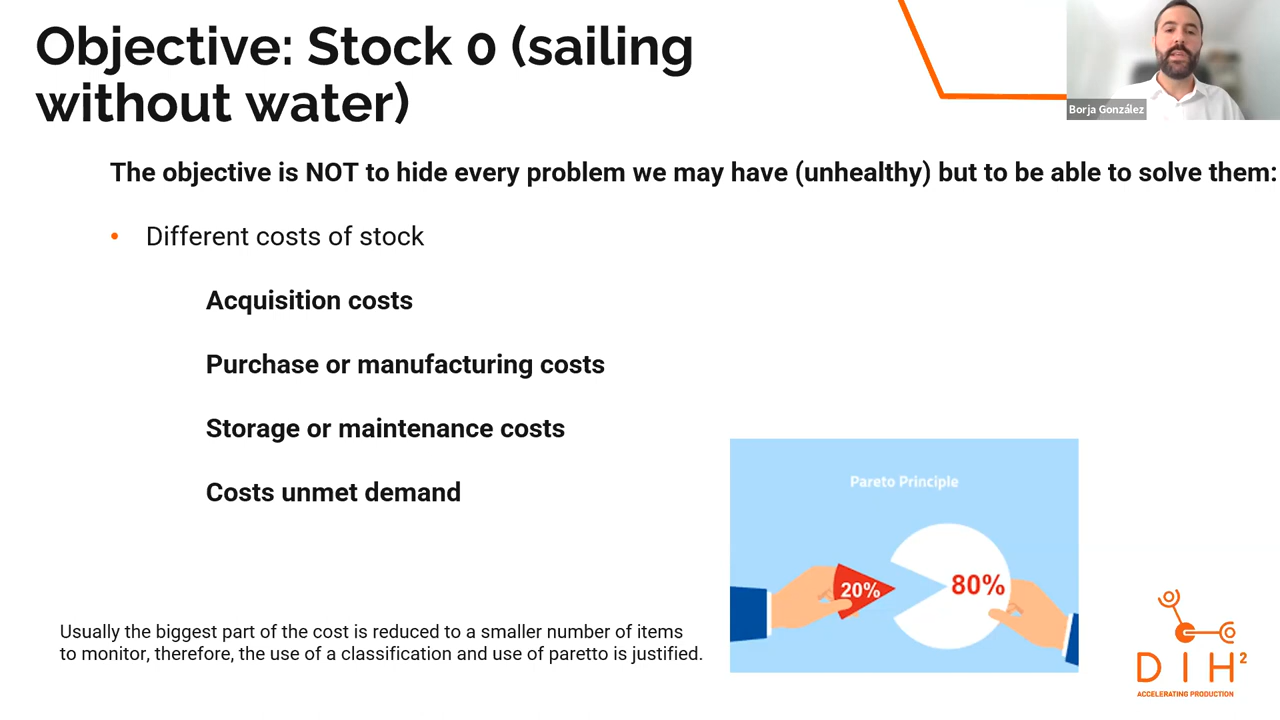 Objective: Stock 0 (sailing
without water)
Borja González
The objective is NOT to hide every problem we may have (unhealthy) but to be able to solve them:
• Different costs of stock
Acquisition costs
Purchase or manufacturing costs
Storage or maintenance costs
Costs unmet demand
Pareto Principle
20%
80%
Usually the biggest part of the cost is reduced to a smaller number of items
to monitor, therefore, the use of a classification and use of paretto is justified.
DIH²
ACCELERATING PRODUCTION